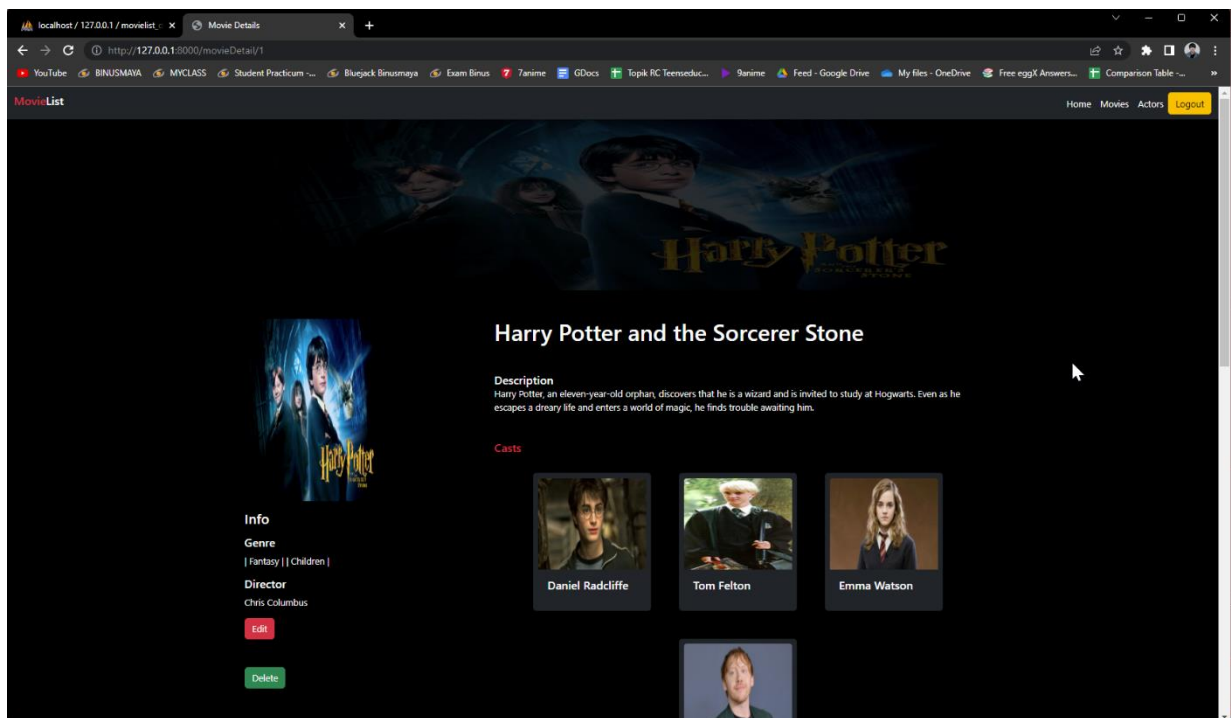 localhost / 127.0.0.1 / movielist_c
Movie Details
http://127.0.0.1:8000/movieDetail/1
YouTube BINUSMAYA MYCLASS Student Practicum -... Bluejack Binusmaya Exam Binus 7anime GDocs Topik RC Teenseduc... 9anime Feed - Google Drive My files - OneDrive Free eggX Answers... Comparison Table -... »
MovieList Home Movies Actors Logout
Harry Potter
SORCERER'S
STONE
Harry Potter and the Sorcerer Stone
Description
Harry Potter, an eleven-year-old orphan, discovers that he is a wizard and is invited to study at Hogwarts. Even as he
escapes a dreary life and enters a world of magic, he finds trouble awaiting him.
Harry Potter
Casts
Daniel Radcliffe Tom Felton Emma Watson
Info
Genre
| Fantasy | | Children |
Director
Chris Columbus
Edit
Delete